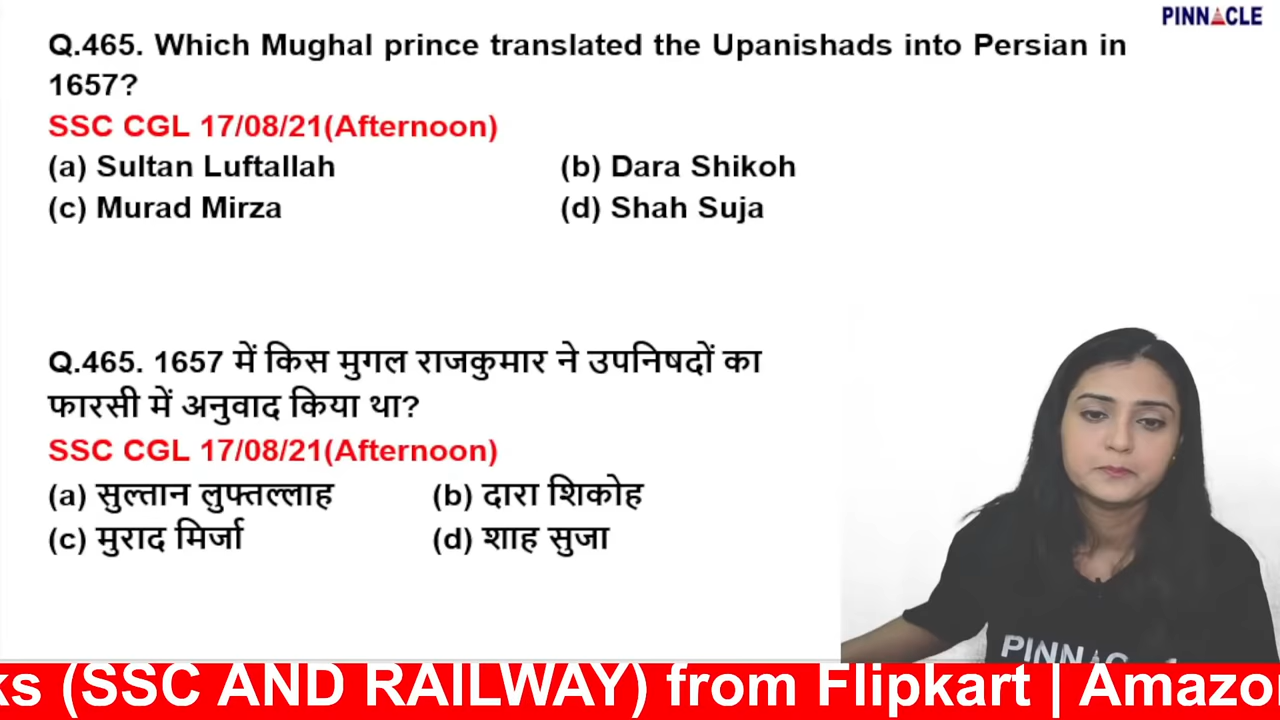 PINNACLE
Q.465. Which Mughal prince translated the Upanishads into Persian in
1657?
SSC CGL 17/08/21(Afternoon)
(a) Sultan Luftallah (b) Dara Shikoh
(c) Murad Mirza (d) Shah Suja
Q.465. 1657 में किस मुगल राजकुमार ने उपनिषदों का
फारसी में अनुवाद किया था?
SSC CGL 17/08/21(Afternoon)
(a) सुल्तान लुफ्तल्लाह (b) दारा शिकोह
(c) मुराद मिर्जा (d) शाह सुजा
(SSC AND RAILWAY) from Flipkart |